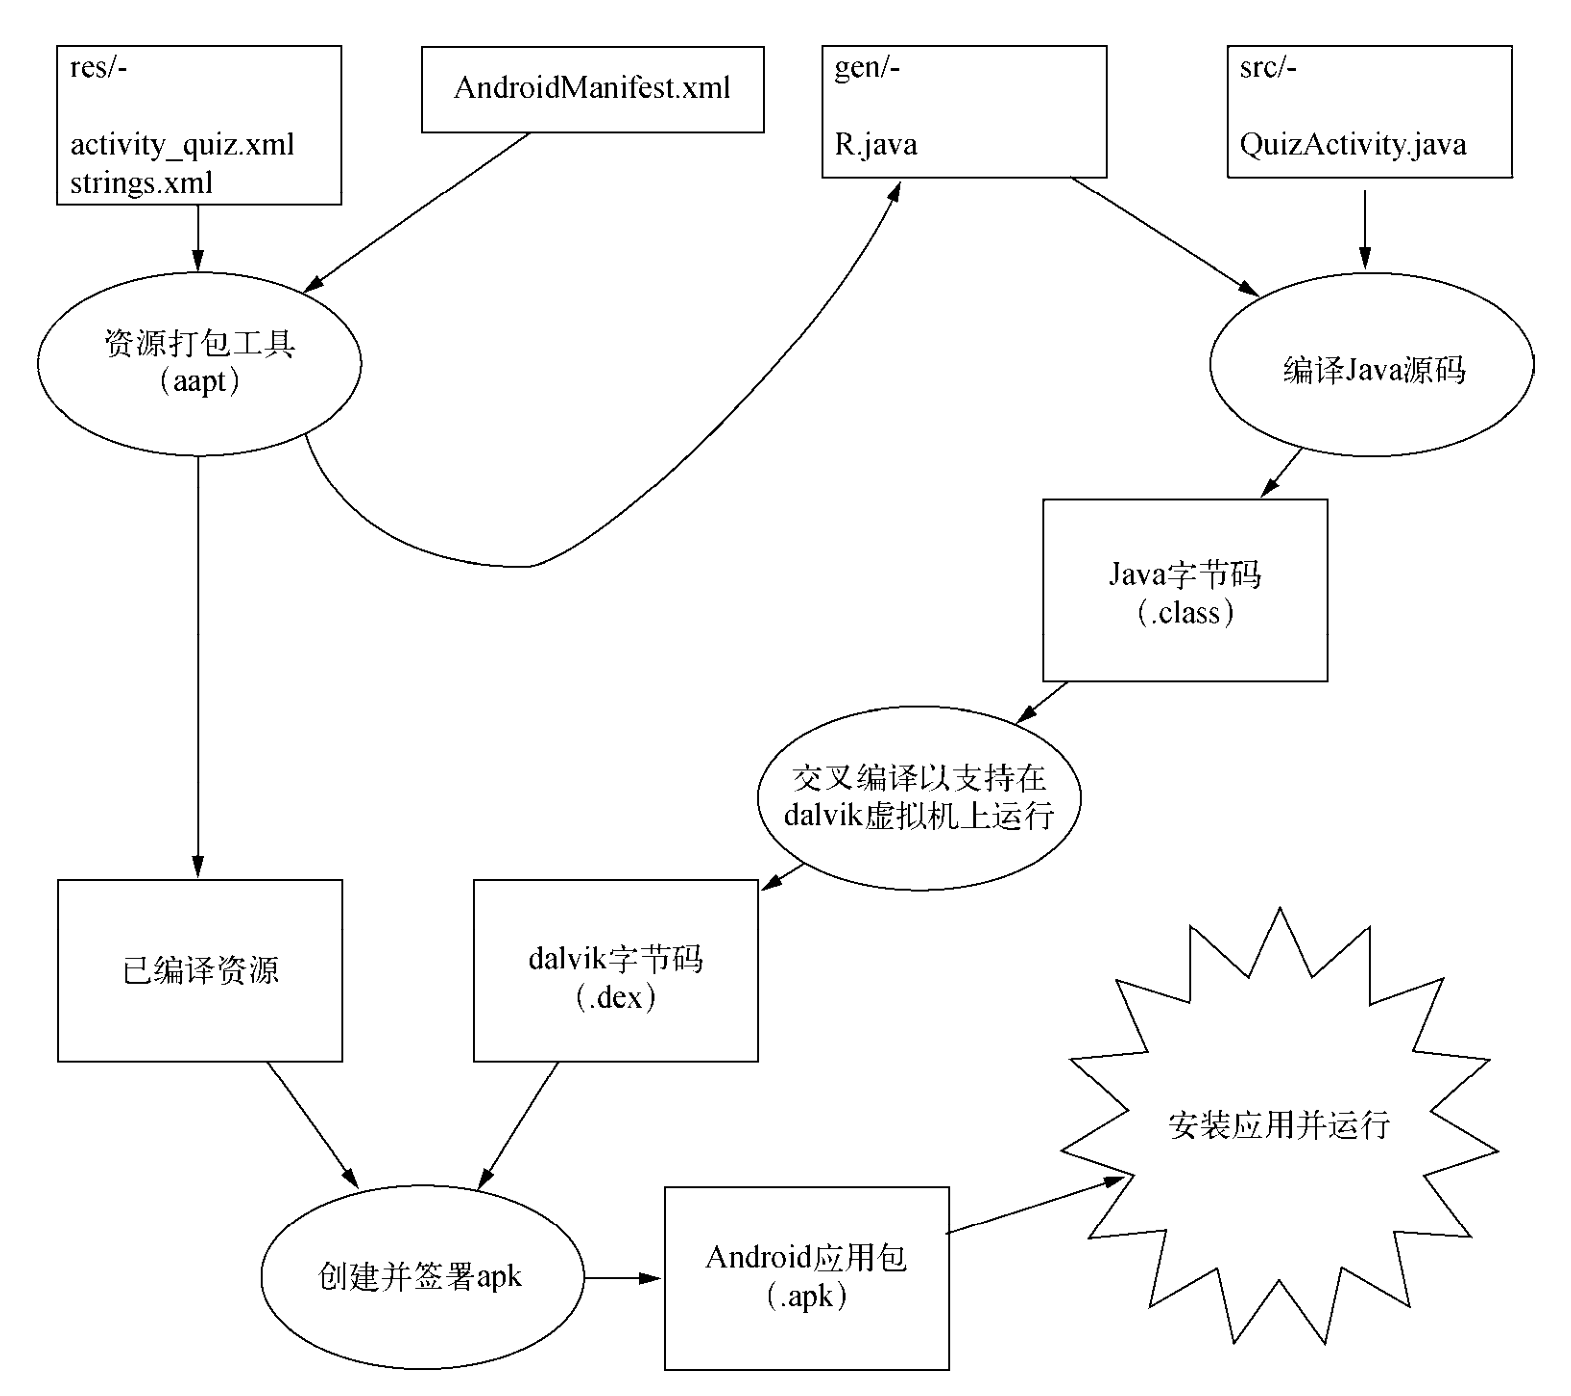 res/-
activity_quiz.xml
strings.xml
AndroidManifest.xml
gen/-
R.java
src/-
QuizActivity.java
资源打包工具
（aapt）
编译Java源码
Java字节码
（.class）
交叉编译以支持在
dalvik虚拟机上运行
已编译资源
dalvik字节码
（.dex）
安装应用并运行
创建并签署apk
Android应用包
（.apk）